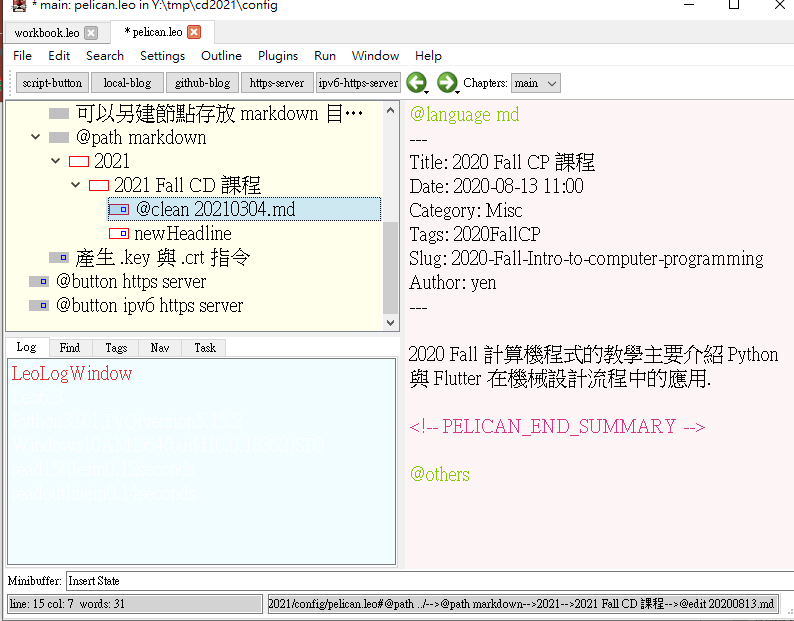 * main: pelican.leo in Y:\tmp\cd2021\config
workbook.leo
* pelican.leo
File Edit Search Settings Outline Plugins Run Window Help
script-button local-blog github-blog https-server ipv6-https-server Chapters: main
可以另建節點存放 markdown 目…
@path markdown
2021
2021 Fall CD 課程
@clean 20210304.md
newHeadline
產生 .key 與 .crt 指令
@button https server
@button ipv6 https server
Log Find Tags Nav Task
LeoLogWindow
@language md
---
Title: 2020 Fall CP 課程
Date: 2020-08-13 11:00
Category: Misc
Tags: 2020FallCP
Slug: 2020-Fall-Intro-to-computer-programming
Author: yen
---
2020 Fall 計算機程式的教學主要介紹 Python
與 Flutter 在機械設計流程中的應用.
<!-- PELICAN_END_SUMMARY -->
@others
Minibuffer: Insert State
line: 15 col: 7 words: 31
2021/config/pelican.leo#@path ../-->@path markdown-->2021-->2021 Fall CD 課程-->@edit 20200813.md